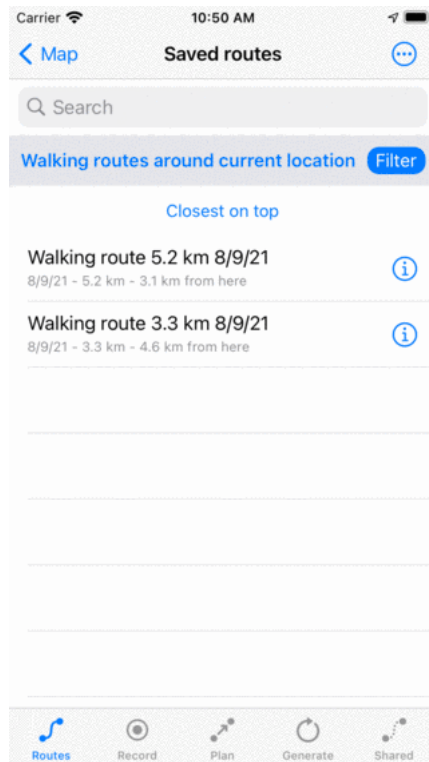 Carrier 10:50 AM
Map Saved routes
Search
Walking routes around current location Filter
Closest on top
Walking route 5.2 km 8/9/21
8/9/21 - 5.2 km - 3.1 km from here
Walking route 3.3 km 8/9/21
8/9/21 - 3.3 km - 4.6 km from here
Routes Record Plan Generate Shared